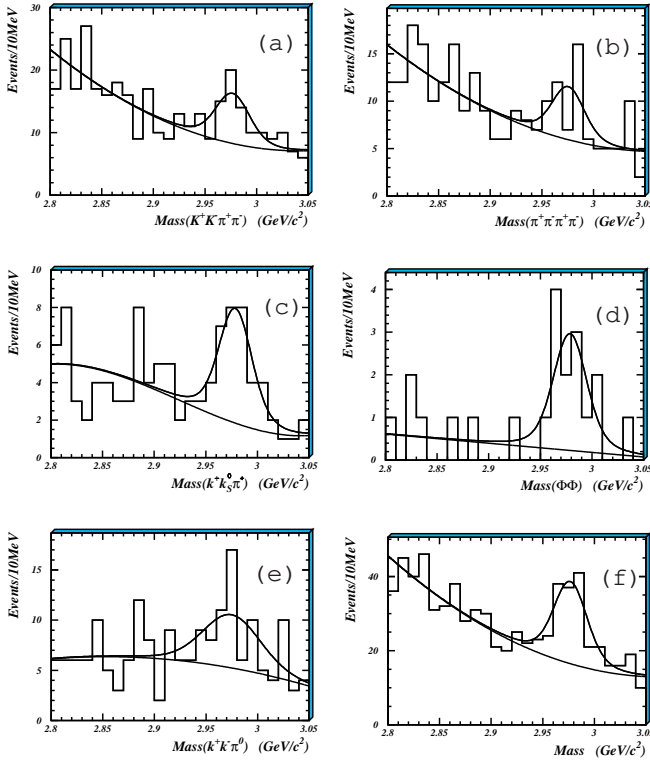 Events/10MeV
30
20
10
0
(a)
2.8 2.85 2.9 2.95 3 3.05
Mass(K⁺K⁻π⁺π⁻) (GeV/c²)
Events/10MeV
15
10
5
0
(b)
2.8 2.85 2.9 2.95 3 3.05
Mass(π⁺π⁻π⁺π⁻) (GeV/c²)
Events/10MeV
10
8
6
4
2
0
(c)
2.8 2.85 2.9 2.95 3 3.05
(GeV/c²)
Events/10MeV
4
3
2
1
0
(d)
2.8 2.85 2.9 2.95 3 3.05
Mass(ΦΦ) (GeV/c²)
Events/10MeV
15
10
5
0
(e)
2.8 2.85 2.9 2.95 3 3.05
Mass(k⁺k⁻π⁰) (GeV/c²)
Events/10MeV
40
20
0
(f)
2.8 2.85 2.9 2.95 3 3.05
Mass (GeV/c²)